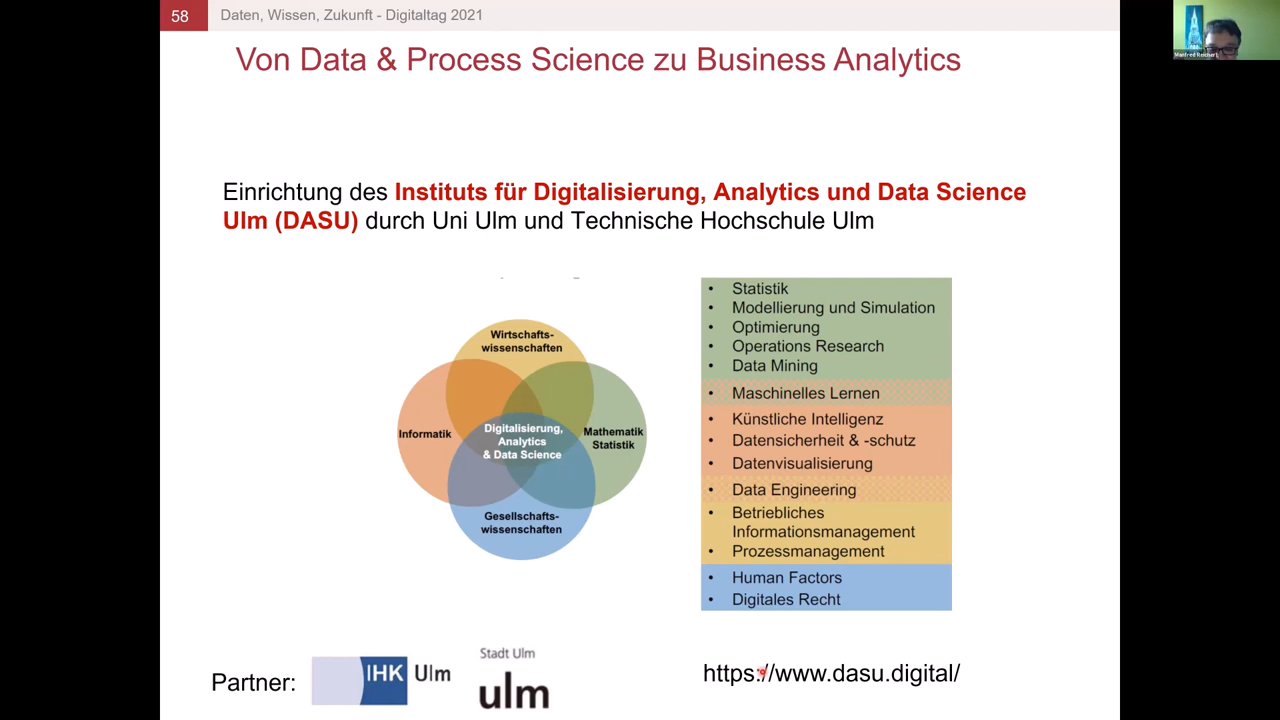 58
Daten, Wissen, Zukunft - Digitaltag 2021
Manfred Reichert
Von Data & Process Science zu Business Analytics
Einrichtung des Instituts für Digitalisierung, Analytics und Data Science
Ulm (DASU) durch Uni Ulm und Technische Hochschule Ulm
Wirtschafts-
wissenschaften
Informatik
Digitalisierung,
Analytics
& Data Science
Mathematik
Statistik
Gesellschafts-
wissenschaften
• Statistik
• Modellierung und Simulation
• Optimierung
• Operations Research
• Data Mining
• Maschinelles Lernen
• Künstliche Intelligenz
• Datensicherheit & -schutz
• Datenvisualisierung
• Data Engineering
• Betriebliches
Informationsmanagement
• Prozessmanagement
• Human Factors
• Digitales Recht
Partner:
IHK Ulm
Stadt Ulm
ulm
https://www.dasu.digital/